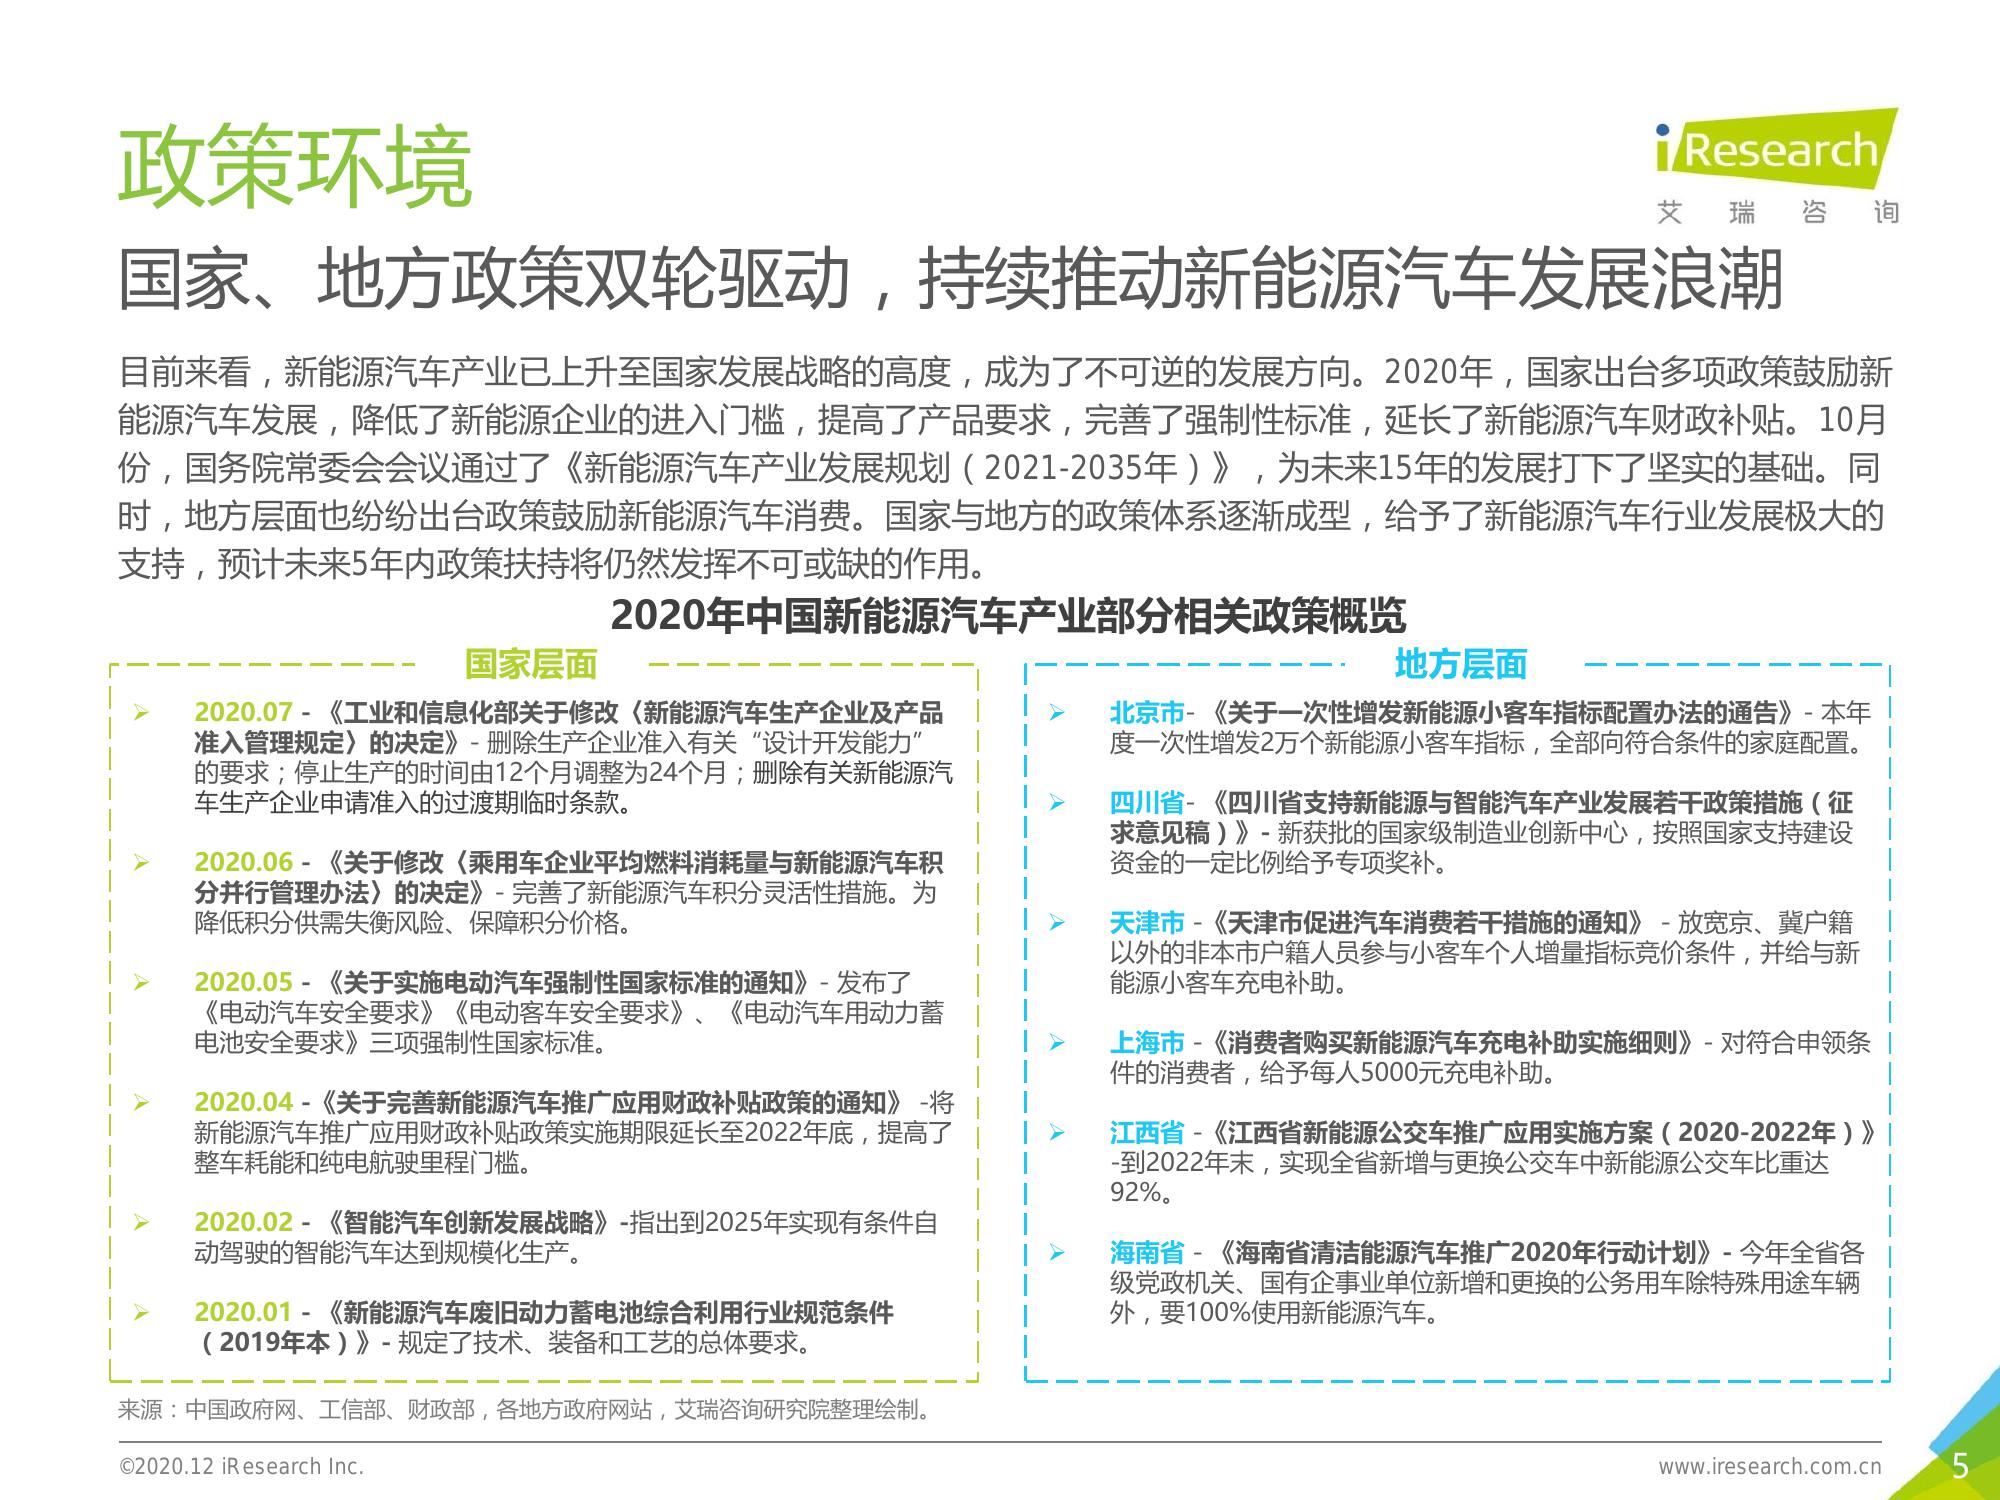 政策环境
iResearch
艾瑞咨询
国家、地方政策双轮驱动，持续推动新能源汽车发展浪潮
目前来看，新能源汽车产业已上升至国家发展战略的高度，成为了不可逆的发展方向。2020年，国家出台多项政策鼓励新
能源汽车发展，降低了新能源企业的进入门槛，提高了产品要求，完善了强制性标准，延长了新能源汽车财政补贴。10月
份，国务院常委会会议通过了《新能源汽车产业发展规划（2021-2035年）》，为未来15年的发展打下了坚实的基础。同
时，地方层面也纷纷出台政策鼓励新能源汽车消费。国家与地方的政策体系逐渐成型，给予了新能源汽车行业发展极大的
支持，预计未来5年内政策扶持将仍然发挥不可或缺的作用。
2020年中国新能源汽车产业部分相关政策概览
国家层面
2020.07 - 《工业和信息化部关于修改〈新能源汽车生产企业及产品
准入管理规定〉的决定》- 删除生产企业准入有关“设计开发能力”
的要求；停止生产的时间由12个月调整为24个月；删除有关新能源汽
车生产企业申请准入的过渡期临时条款。
2020.06 - 《关于修改〈乘用车企业平均燃料消耗量与新能源汽车积
分并行管理办法〉的决定》- 完善了新能源汽车积分灵活性措施。为
降低积分供需失衡风险、保障积分价格。
2020.05 - 《关于实施电动汽车强制性国家标准的通知》- 发布了
《电动汽车安全要求》《电动客车安全要求》、《电动汽车用动力蓄
电池安全要求》三项强制性国家标准。
2020.04 -《关于完善新能源汽车推广应用财政补贴政策的通知》 -将
新能源汽车推广应用财政补贴政策实施期限延长至2022年底，提高了
整车耗能和纯电航驶里程门槛。
2020.02 - 《智能汽车创新发展战略》-指出到2025年实现有条件自
动驾驶的智能汽车达到规模化生产。
2020.01 - 《新能源汽车废旧动力蓄电池综合利用行业规范条件
（2019年本）》- 规定了技术、装备和工艺的总体要求。
地方层面
北京市- 《关于一次性增发新能源小客车指标配置办法的通告》- 本年
度一次性增发2万个新能源小客车指标，全部向符合条件的家庭配置。
四川省- 《四川省支持新能源与智能汽车产业发展若干政策措施（征
求意见稿）》- 新获批的国家级制造业创新中心，按照国家支持建设
资金的一定比例给予专项奖补。
天津市 -《天津市促进汽车消费若干措施的通知》 - 放宽京、冀户籍
以外的非本市户籍人员参与小客车个人增量指标竞价条件，并给与新
能源小客车充电补助。
上海市 -《消费者购买新能源汽车充电补助实施细则》- 对符合申领条
件的消费者，给予每人5000元充电补助。
江西省 -《江西省新能源公交车推广应用实施方案（2020-2022年）》
-到2022年末，实现全省新增与更换公交车中新能源公交车比重达
92%。
海南省 - 《海南省清洁能源汽车推广2020年行动计划》- 今年全省各
级党政机关、国有企事业单位新增和更换的公务用车除特殊用途车辆
外，要100%使用新能源汽车。
来源：中国政府网、工信部、财政部，各地方政府网站，艾瑞咨询研究院整理绘制。
©2020.12 iResearch Inc.
www.iresearch.com.cn
5